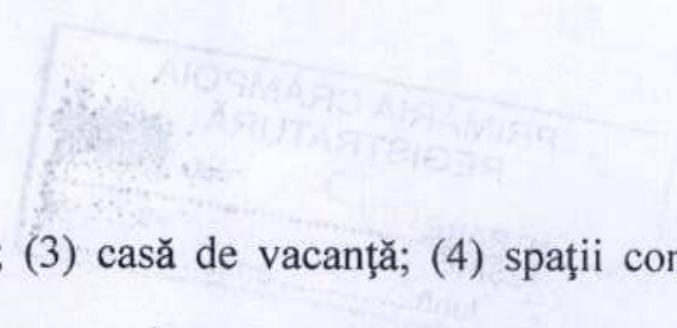 PRIMĂRIA CRÂMPOIA
REGISTRATURĂ
; (3) casă de vacanţă; (4) spaţii